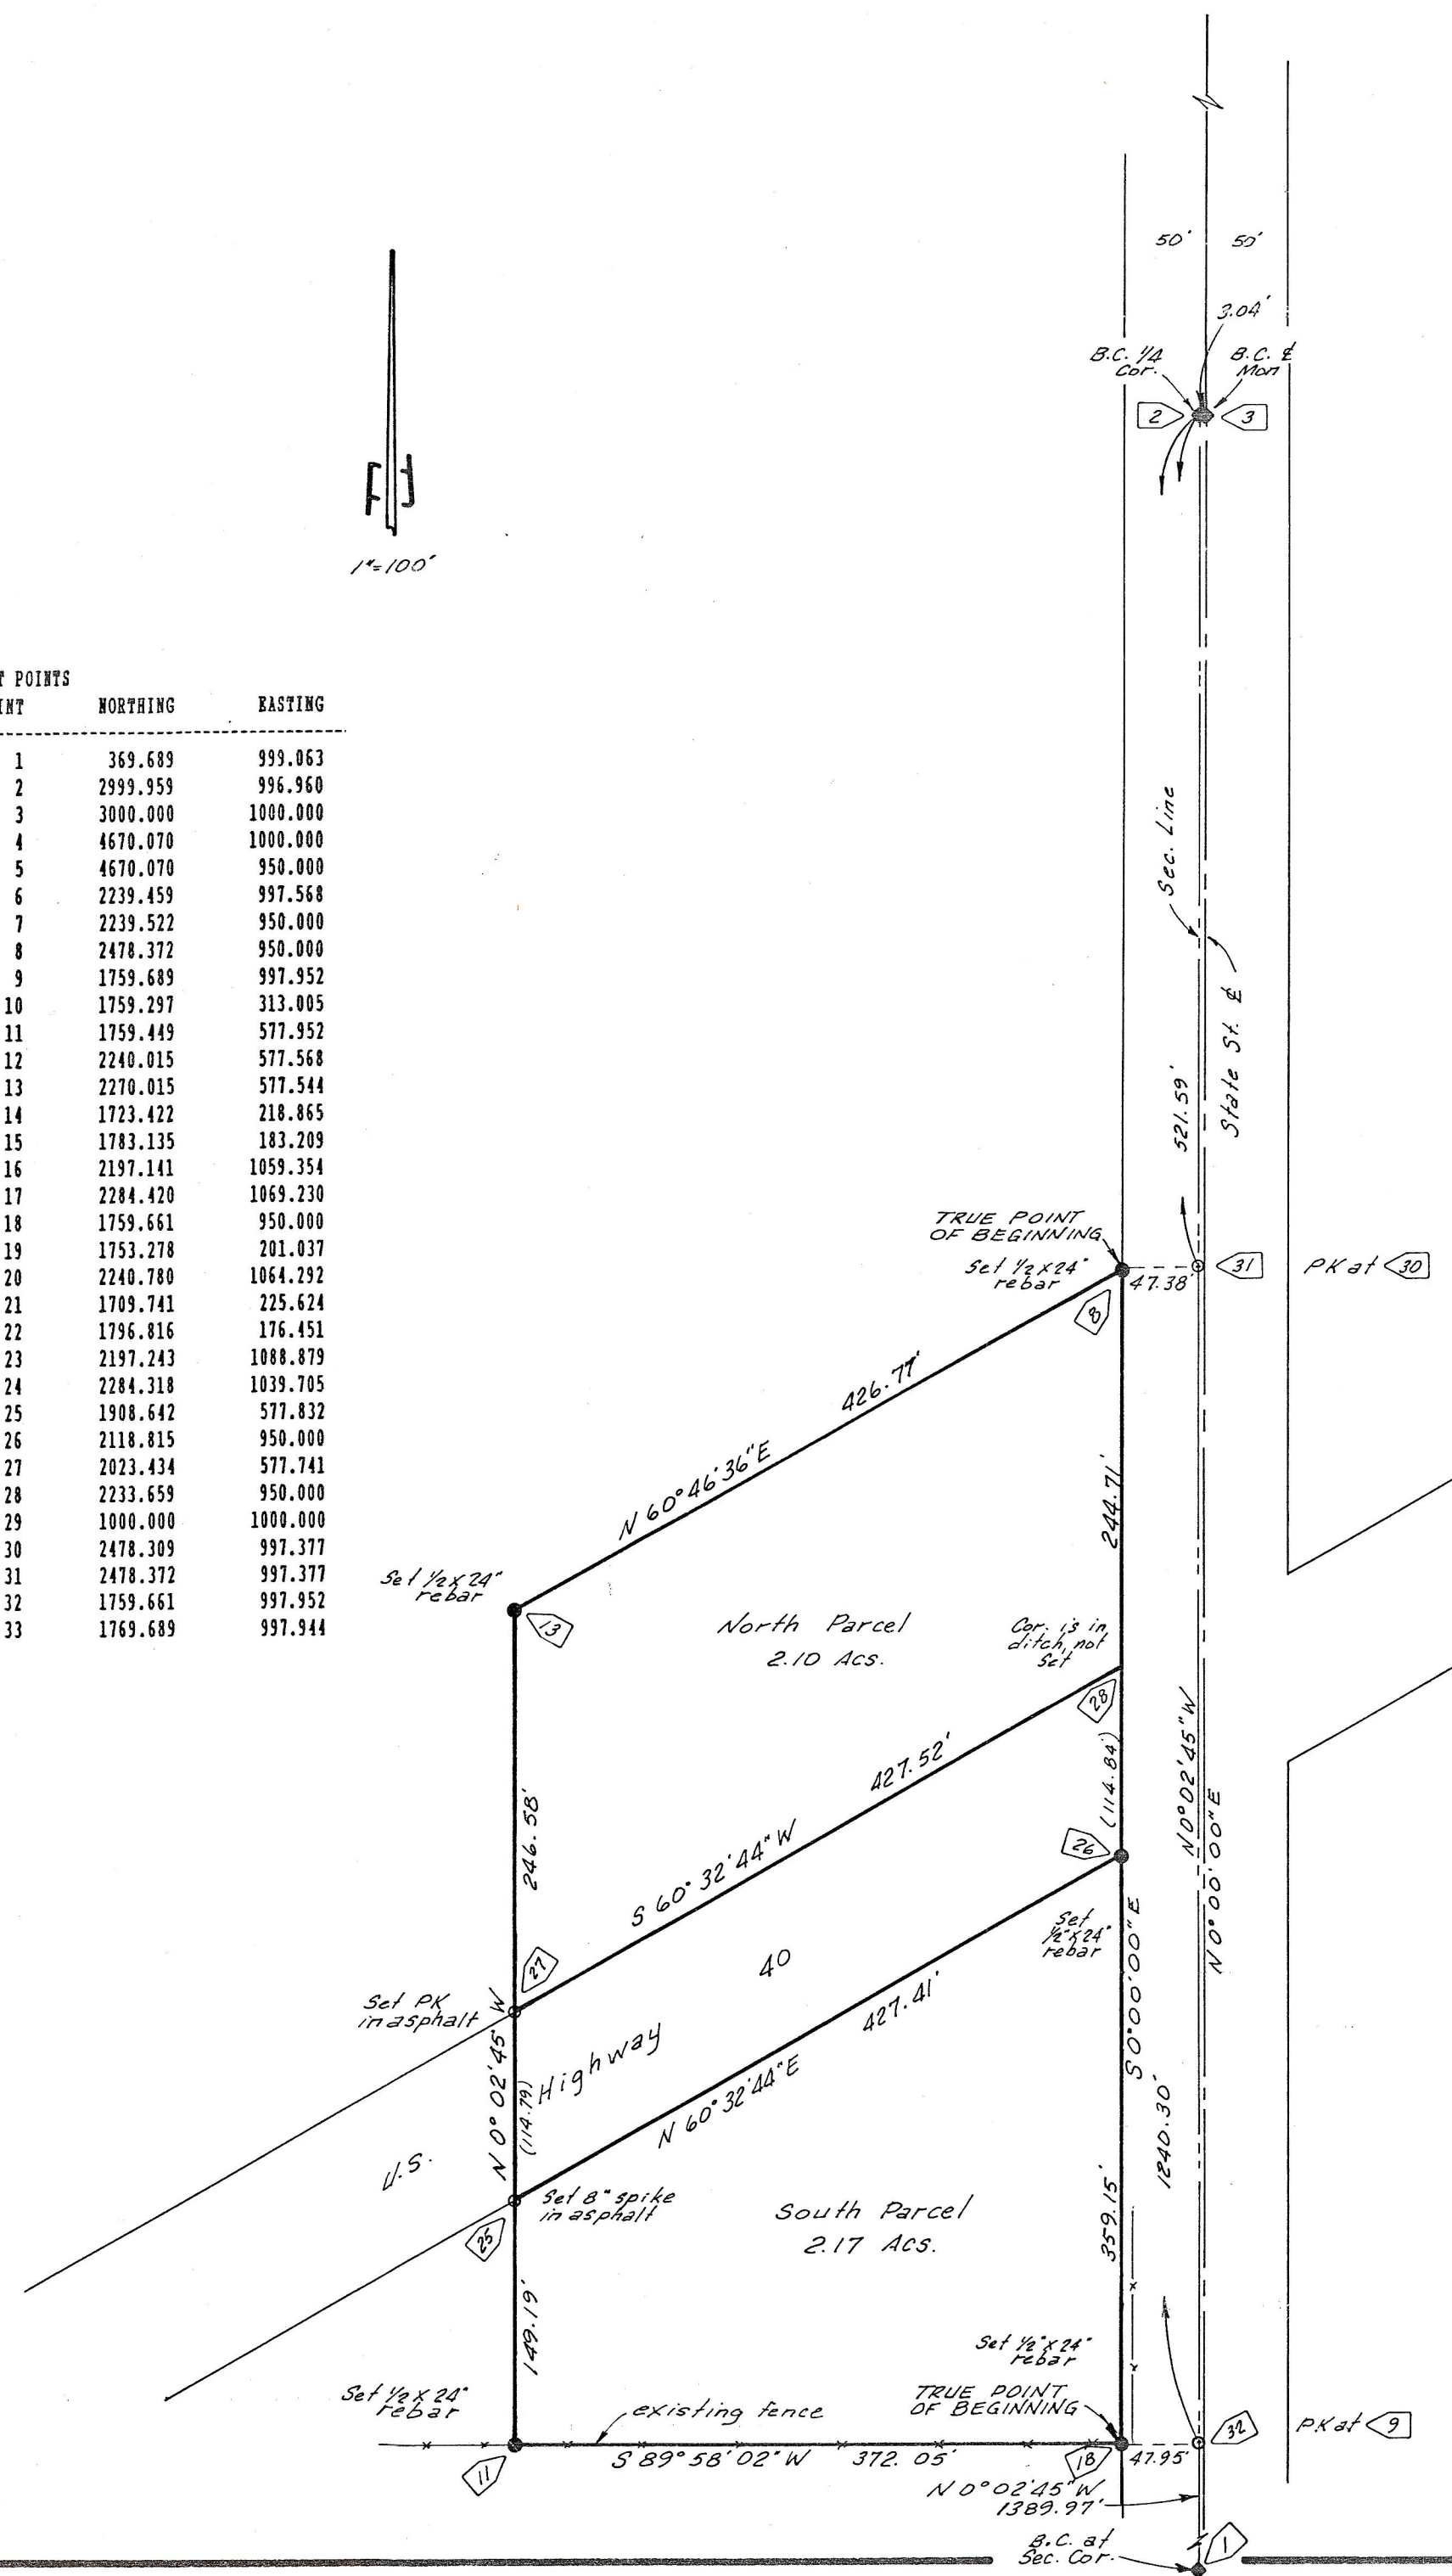 50' 50'
3.04'
B.C. 1/4
Cor.
B.C. ₵
Mon
2
3
1"=100'
T POINTS
INT NORTHING EASTING
1 369.689 999.063
2 2999.959 996.960
3 3000.000 1000.000
4 4670.070 1000.000
5 4670.070 950.000
6 2239.459 997.568
7 2239.522 950.000
8 2478.372 950.000
9 1759.689 997.952
10 1759.297 313.005
11 1759.449 577.952
12 2240.015 577.568
13 2270.015 577.544
14 1723.422 218.865
15 1783.135 183.209
16 2197.141 1059.354
17 2284.420 1069.230
18 1759.661 950.000
19 1753.278 201.037
20 2240.780 1064.292
21 1709.741 225.624
22 1796.816 176.451
23 2197.243 1088.879
24 2284.318 1039.705
25 1908.642 577.832
26 2118.815 950.000
27 2023.434 577.741
28 2233.659 950.000
29 1000.000 1000.000
30 2478.309 997.377
31 2478.372 997.377
32 1759.661 997.952
33 1769.689 997.944
Sec. Line
State St. ₵
521.59'
TRUE POINT
OF BEGINNING
Set 1/2 X 24"
rebar
8
47.38'
31
PK at 30
426.77'
N 60° 46' 36" E
244.71'
Set 1/2 X 24"
rebar
13
North Parcel
2.10 Acs.
Cor. is in
ditch, not
Set
28
(114.84)
246.58'
427.52'
S 60° 32' 44" W
26
Set
1/2" X 24"
rebar
N 0° 02' 45" W
N 0° 00' 00" E
S 0° 00' 00" E
27
Set PK
in asphalt
40
Highway
U.S.
N 0° 02' 45" W
(114.79)
427.41'
N 60° 32' 44" E
1240.30'
Set 8" spike
in asphalt
25
South Parcel
2.17 Acs.
359.15'
149.19'
Set 1/2" X 24"
rebar
Set 1/2 X 24"
rebar
existing fence
TRUE POINT
OF BEGINNING
32
PK at 9
11
S 89° 58' 02" W 372.05'
18
47.95'
N 0° 02' 45" W
1389.97'
B.C. at
Sec. Cor.
1